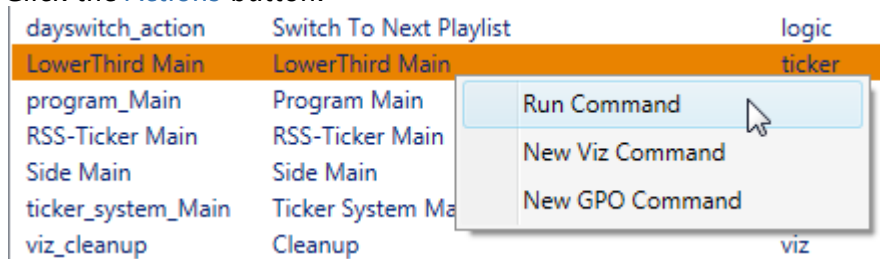 Click the Actions button.
dayswitch_action Switch To Next Playlist logic
LowerThird Main LowerThird Main ticker
program_Main Program Main
Run Command
RSS-Ticker Main RSS-Ticker Main
New Viz Command
Side Main Side Main
New GPO Command
ticker_system_Main Ticker System Ma
viz_cleanup Cleanup viz